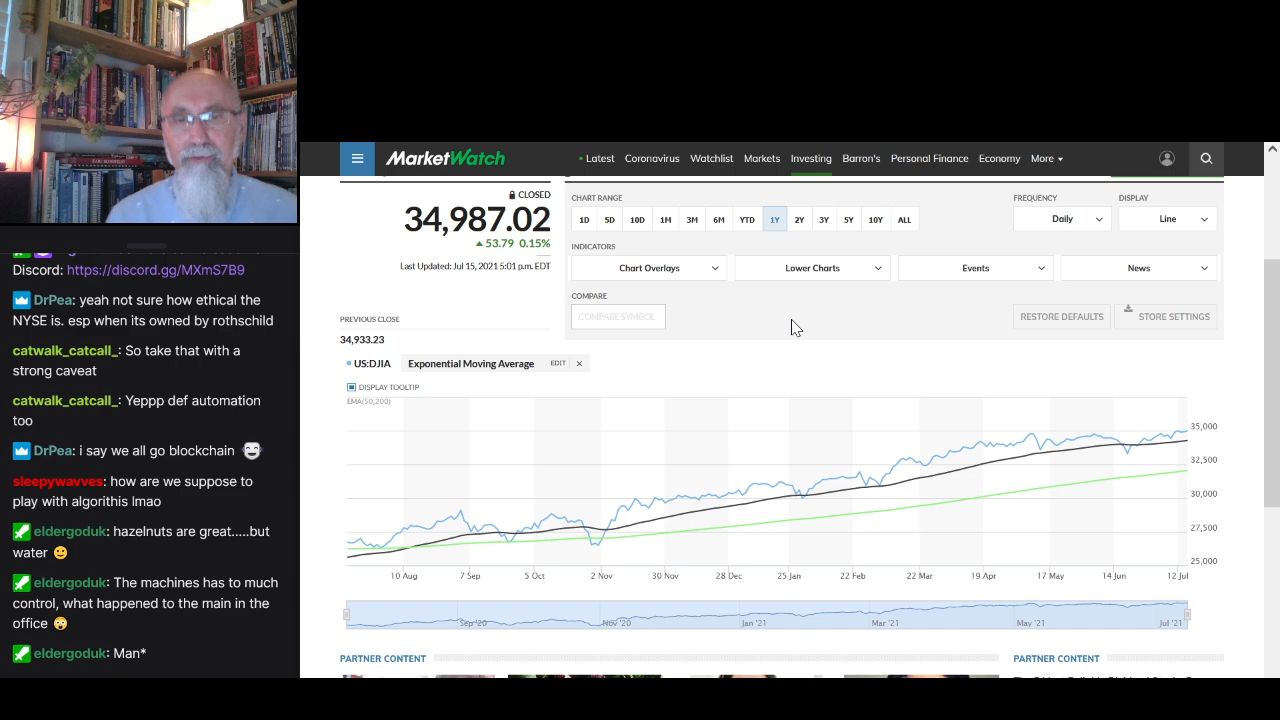 Discord: https://discord.gg/MXmS7B9
DrPea: yeah not sure how ethical the
NYSE is. esp when its owned by rothschild
catwalk_catcall_: So take that with a
strong caveat
catwalk_catcall_: Yeppp def automation
too
DrPea: i say we all go blockchain
sleepywavves: how are we suppose to
play with algorithis lmao
eldergoduk: hazelnuts are great.....but
water 🙂
eldergoduk: The machines has to much
control, what happened to the main in the
office 😲
eldergoduk: Man*
MarketWatch
Latest Coronavirus Watchlist Markets Investing Barron's Personal Finance Economy More
CLOSED
34,987.02
53.79 0.15%
Last Updated: Jul 15, 2021 5:01 p.m. EDT
PREVIOUS CLOSE
34,933.23
CHART RANGE
1D 5D 10D 1M 3M 6M YTD 1Y 2Y 3Y 5Y 10Y ALL
FREQUENCY
Daily
DISPLAY
Line
INDICATORS
Chart Overlays
Lower Charts
Events
News
COMPARE
COMPARE SYMBOL
RESTORE DEFAULTS
STORE SETTINGS
US:DJIA
Exponential Moving Average EDIT ×
DISPLAY TOOLTIP
EMA(50,200)
35,000
32,500
30,000
27,500
25,000
10 Aug 7 Sep 5 Oct 2 Nov 30 Nov 28 Dec 25 Jan 22 Feb 22 Mar 19 Apr 17 May 14 Jun 12 Jul
Sep '20 Nov '20 Jan '21 Mar '21 May '21 Jul '21
PARTNER CONTENT
PARTNER CONTENT